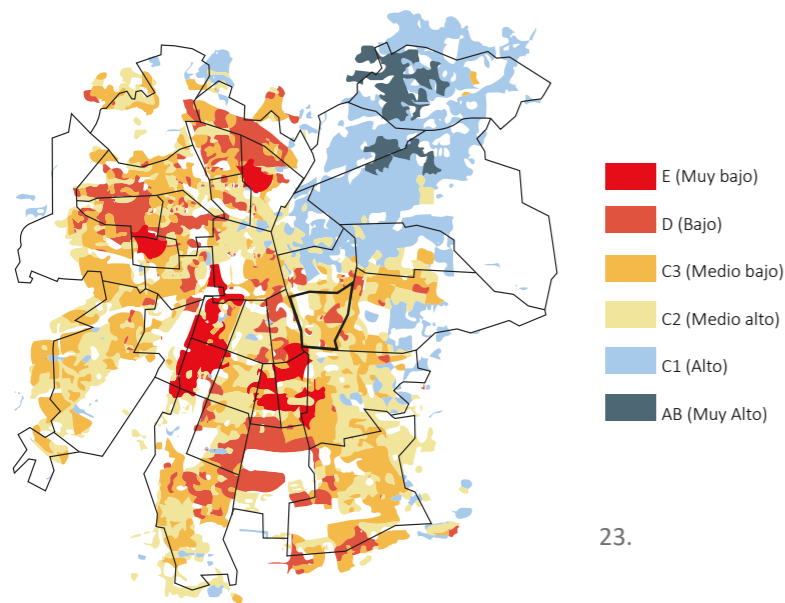 E (Muy bajo)
D (Bajo)
C3 (Medio bajo)
C2 (Medio alto)
C1 (Alto)
AB (Muy Alto)
23.